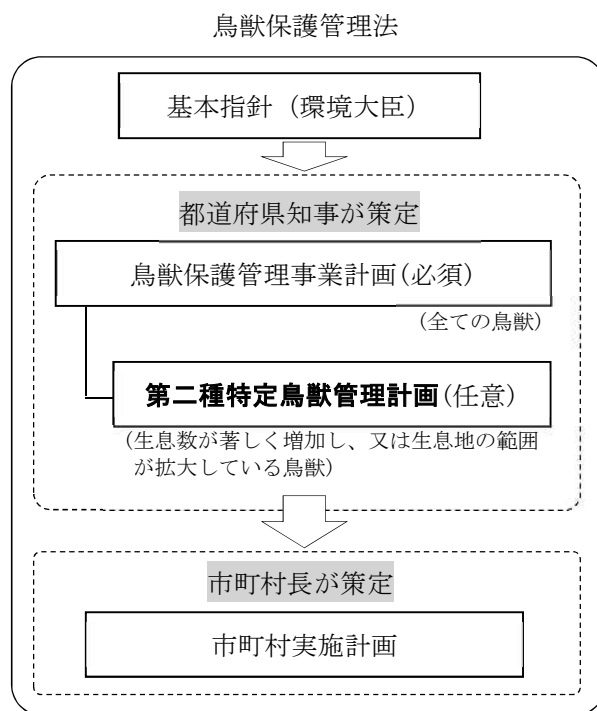 鳥獣保護管理法
基本指針（環境大臣）
都道府県知事が策定
鳥獣保護管理事業計画(必須)
(全ての鳥獣)
第二種特定鳥獣管理計画(任意)
(生息数が著しく増加し、又は生息地の範囲
が拡大している鳥獣)
市町村長が策定
市町村実施計画